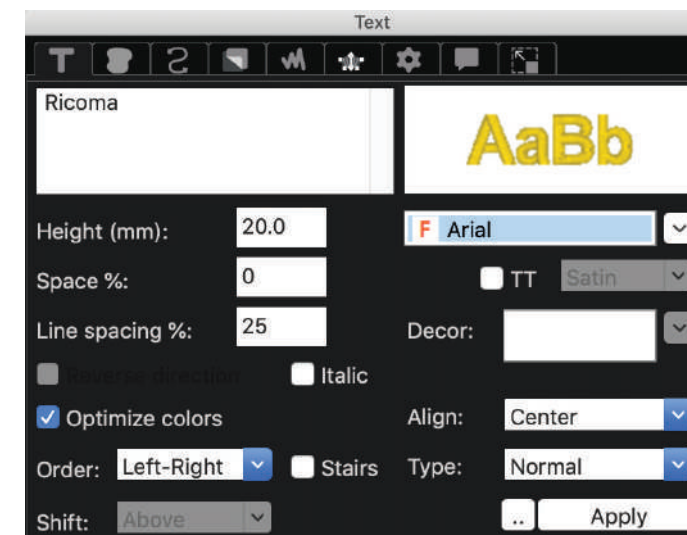 Text
Ricoma
AaBb
Height (mm): 20.0
F Arial
Space %: 0
TT Satin
Line spacing %: 25
Decor:
Reverse direction
Italic
Optimize colors
Align: Center
Order: Left-Right
Stairs
Type: Normal
Shift: Above
..
Apply